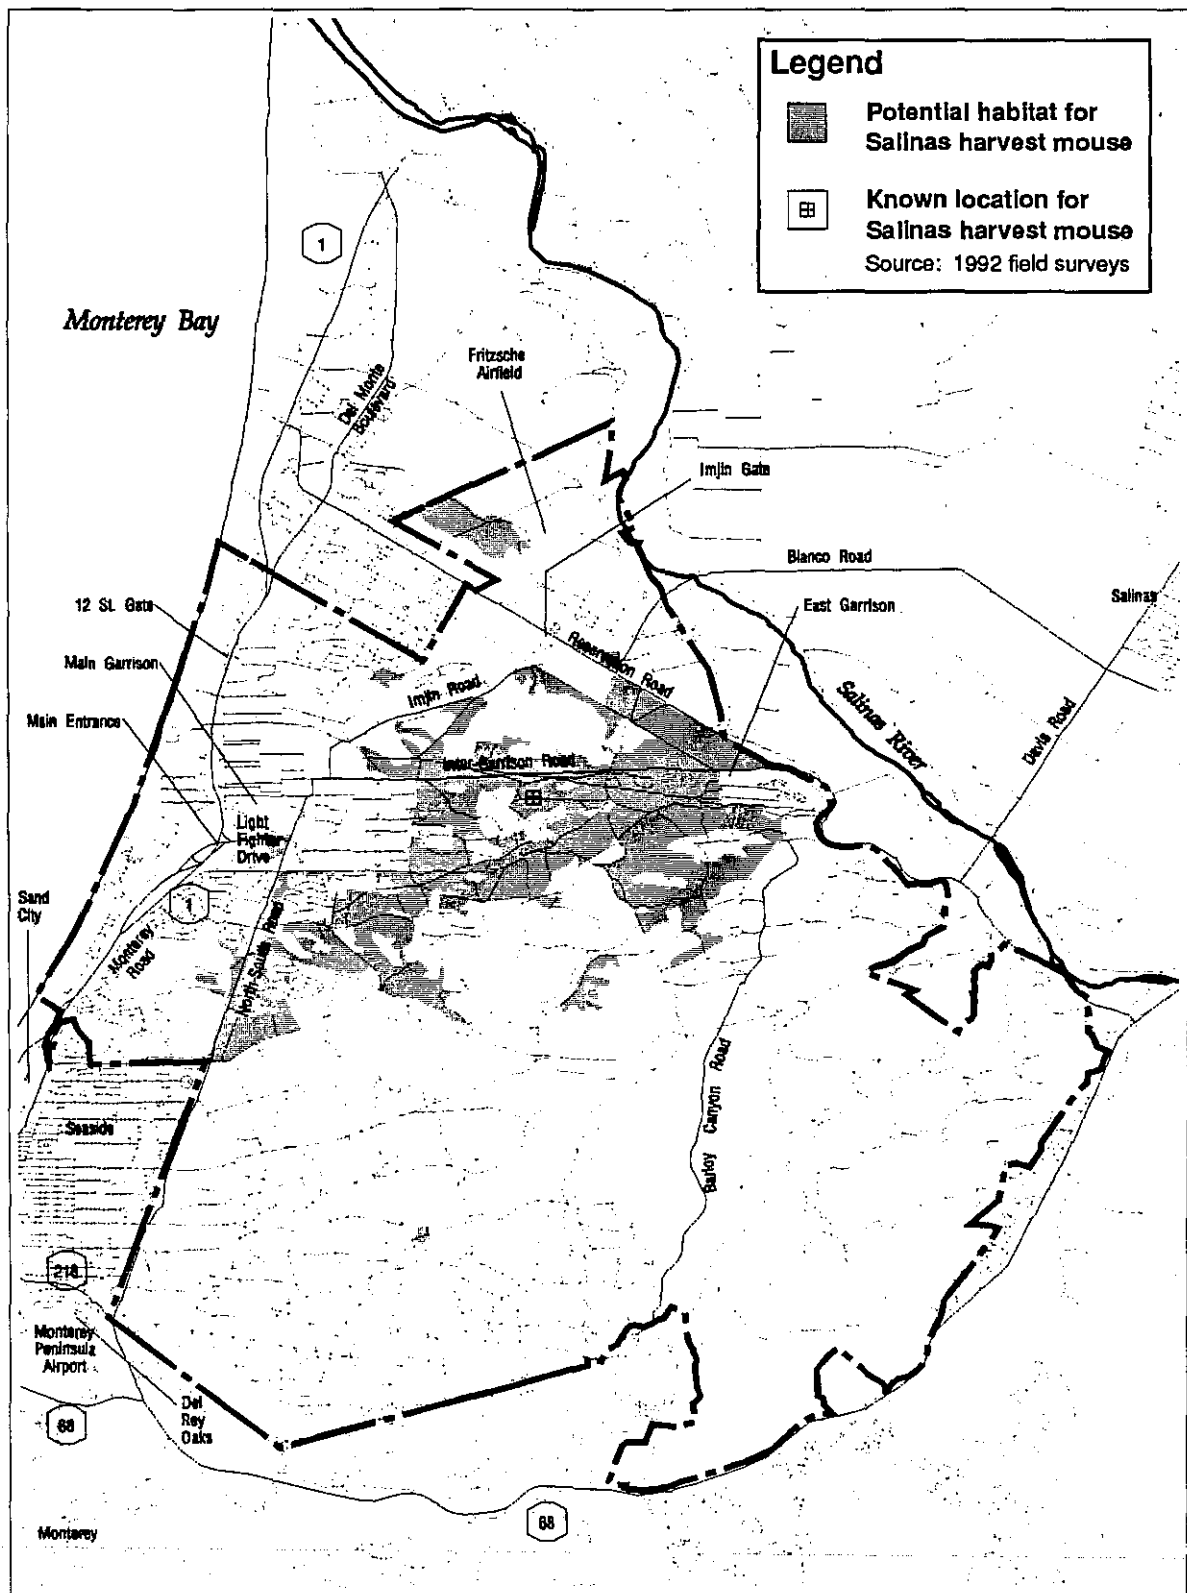 Legend
Potential habitat for
Salinas harvest mouse
Known location for
Salinas harvest mouse
Source: 1992 field surveys
1
Monterey Bay
Del Monte
Boulevard
Fritzsche
Airfield
Imjin Gate
Blanco Road
Salinas
12 St. Gate
East Garrison
Main Garrison
Reservation Road
Imjin Road
Salinas River
Davis Road
Main Entrance
Inter-Garrison Road
Light
Fighter
Drive
Sand
City
1
Monterey
Road
North-South Road
Barloy Canyon Road
Seaside
218
Monterey
Peninsula
Airport
Del
Rey
Oaks
68
68
Monterey